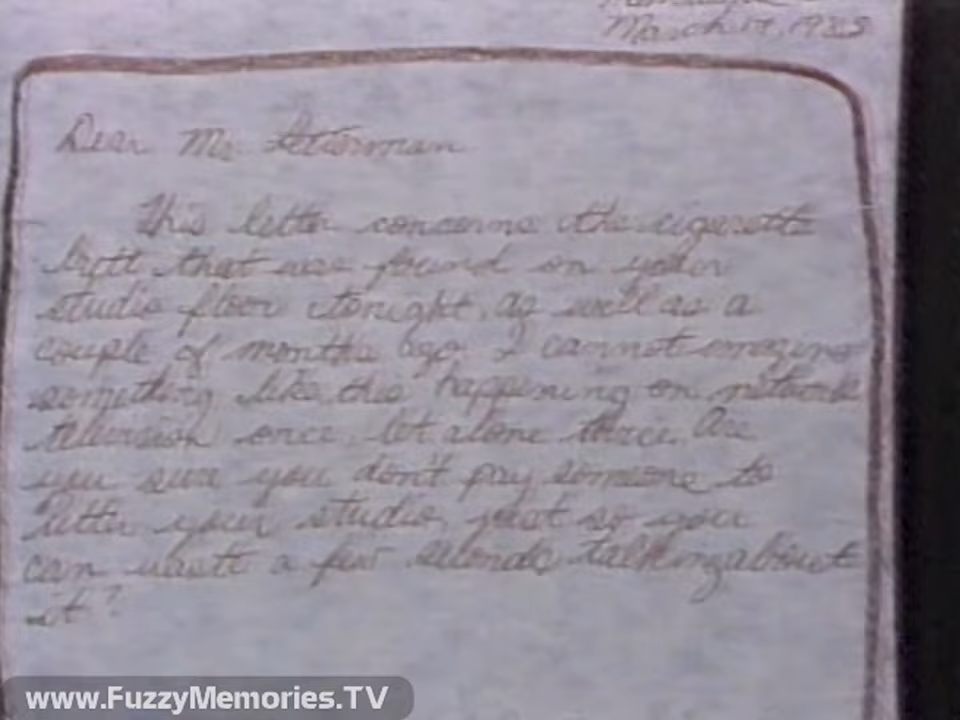 March 17, 1983
Dear Mr. Letterman
This letter concerns the cigarette
butt that was found on your
studio floor tonight, as well as a
couple of months ago. I cannot imagine
something like this happening on network
television once, let alone twice. Are
you sure you don't pay someone to
litter your studio just so you
can waste a few seconds talking about
it?
www.FuzzyMemories.TV